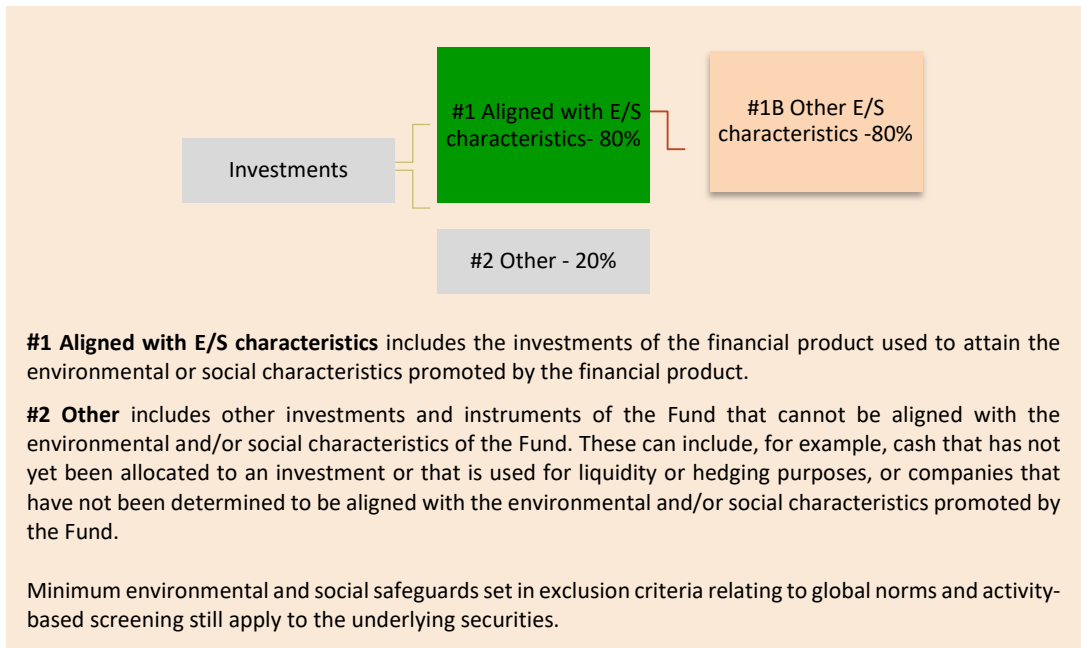 #1 Aligned with E/S
characteristics- 80%
#1B Other E/S
characteristics -80%
Investments
#2 Other - 20%
#1 Aligned with E/S characteristics includes the investments of the financial product used to attain the
environmental or social characteristics promoted by the financial product.
#2 Other includes other investments and instruments of the Fund that cannot be aligned with the
environmental and/or social characteristics of the Fund. These can include, for example, cash that has not
yet been allocated to an investment or that is used for liquidity or hedging purposes, or companies that
have not been determined to be aligned with the environmental and/or social characteristics promoted by
the Fund.
Minimum environmental and social safeguards set in exclusion criteria relating to global norms and activity-
based screening still apply to the underlying securities.